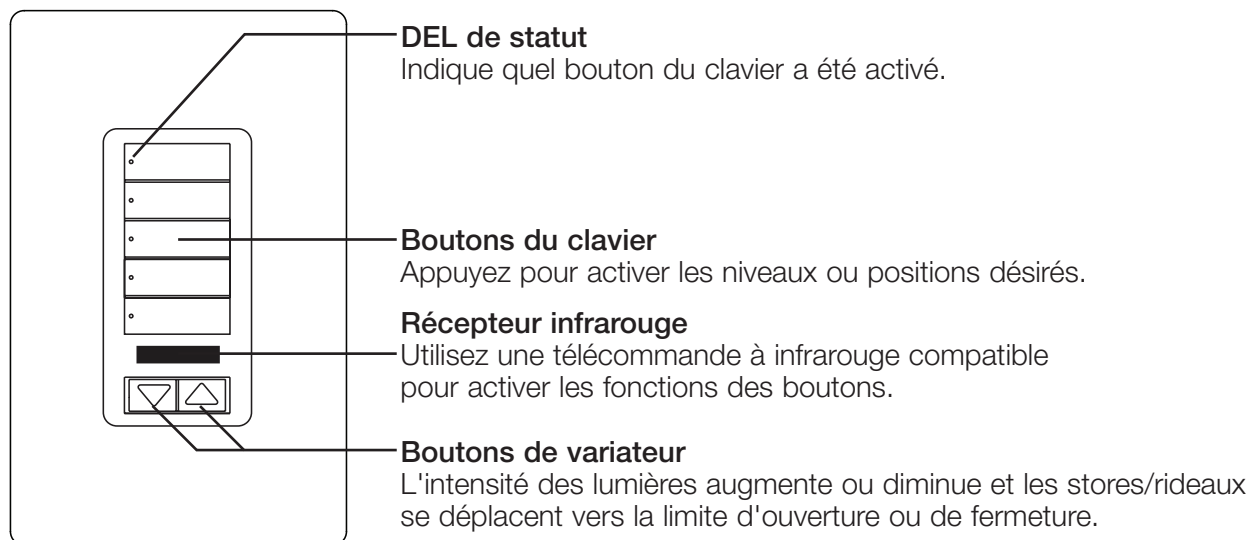 DEL de statut
Indique quel bouton du clavier a été activé.
Boutons du clavier
Appuyez pour activer les niveaux ou positions désirés.
Récepteur infrarouge
Utilisez une télécommande à infrarouge compatible
pour activer les fonctions des boutons.
Boutons de variateur
L'intensité des lumières augmente ou diminue et les stores/rideaux
se déplacent vers la limite d'ouverture ou de fermeture.